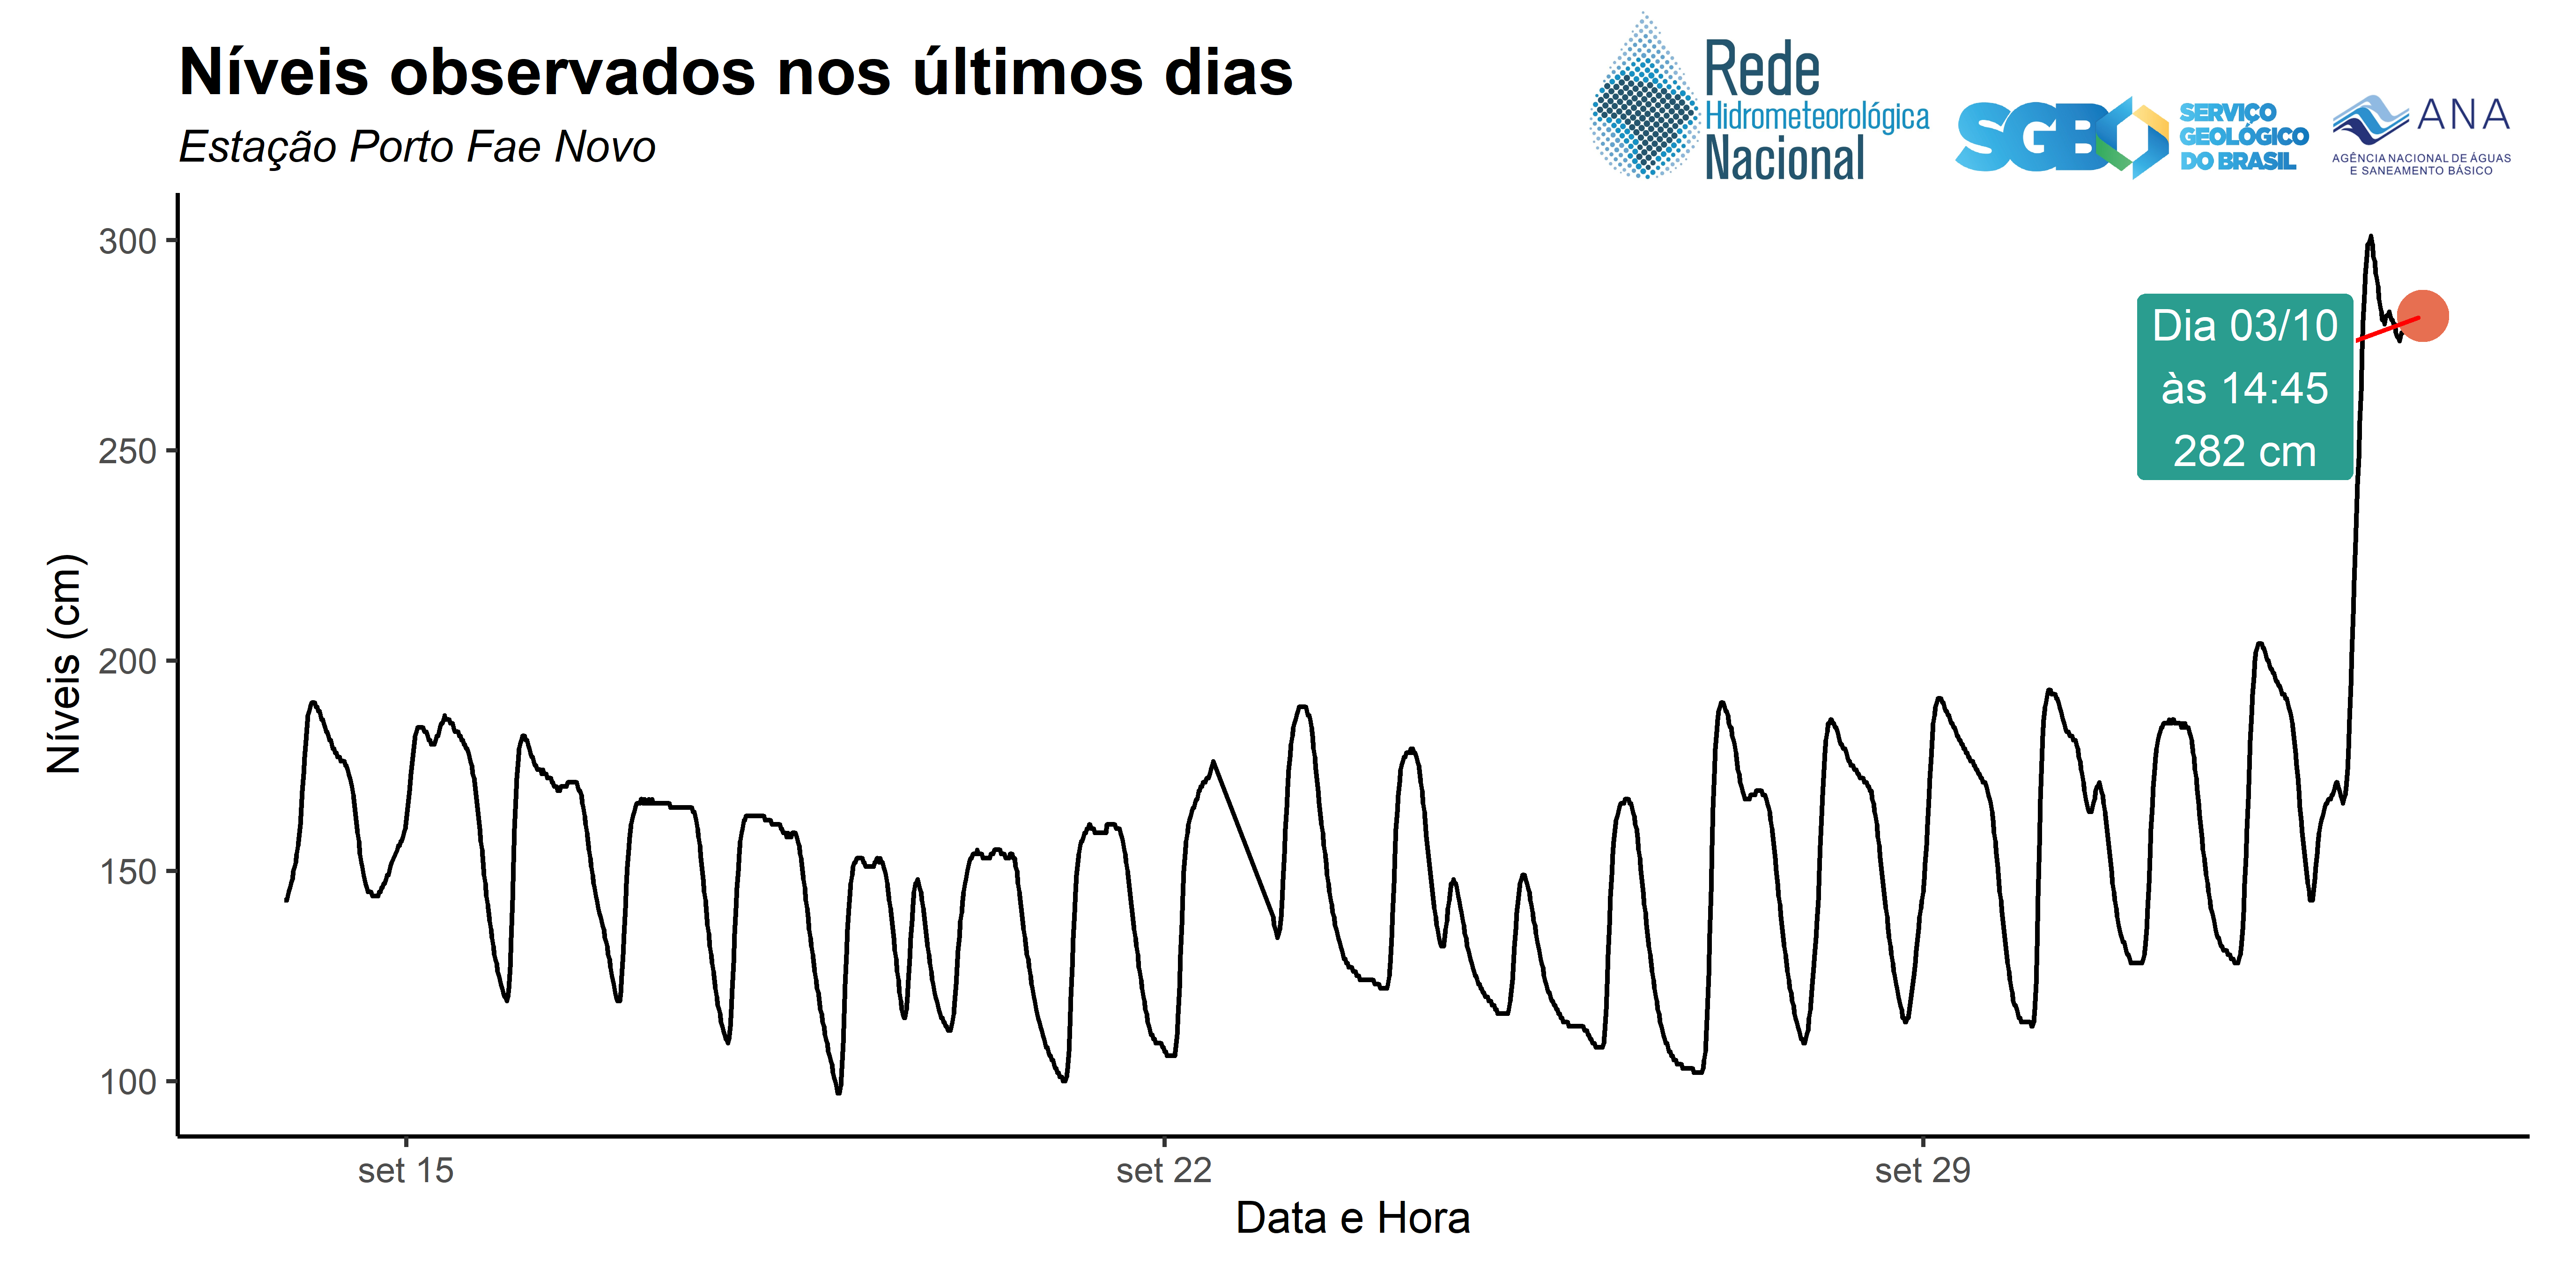 Níveis observados nos últimos dias
Estação Porto Fae Novo
Rede
Hidrometeorológica
Nacional
SGB
SERVIÇO
GEOLÓGICO
DO BRASIL
ANA
AGÊNCIA NACIONAL DE ÁGUAS
E SANEAMENTO BÁSICO
300
250
200
150
100
Níveis (cm)
Dia 03/10
às 14:45
282 cm
set 15
set 22
set 29
Data e Hora